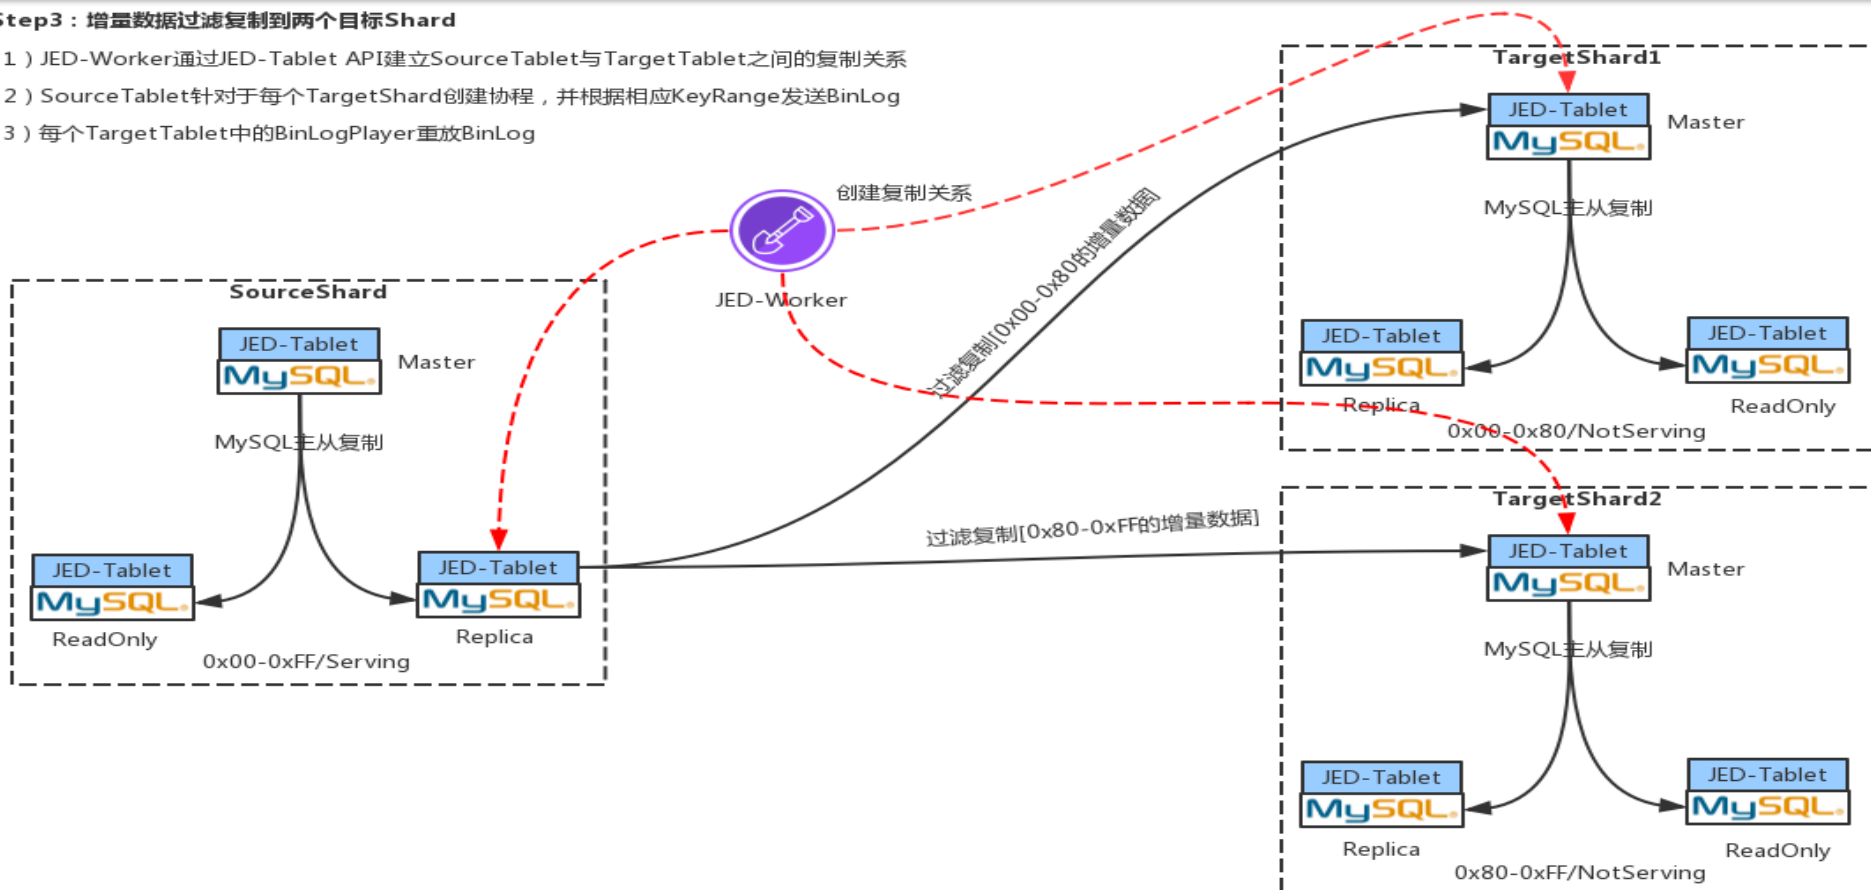 Step3：增量数据过滤复制到两个目标Shard
1）JED-Worker通过JED-Tablet API建立SourceTablet与TargetTablet之间的复制关系
2）SourceTablet针对于每个TargetShard创建协程，并根据相应KeyRange发送BinLog
3）每个TargetTablet中的BinLogPlayer重放BinLog
创建复制关系
JED-Worker
SourceShard
JED-Tablet
MySQL
Master
MySQL主从复制
JED-Tablet
MySQL
ReadOnly
JED-Tablet
MySQL
Replica
0x00-0xFF/Serving
过滤复制[0x00-0x80的增量数据]
过滤复制[0x80-0xFF的增量数据]
TargetShard1
JED-Tablet
MySQL
Master
MySQL主从复制
JED-Tablet
MySQL
Replica
JED-Tablet
MySQL
ReadOnly
0x00-0x80/NotServing
TargetShard2
JED-Tablet
MySQL
Master
MySQL主从复制
JED-Tablet
MySQL
Replica
JED-Tablet
MySQL
ReadOnly
0x80-0xFF/NotServing